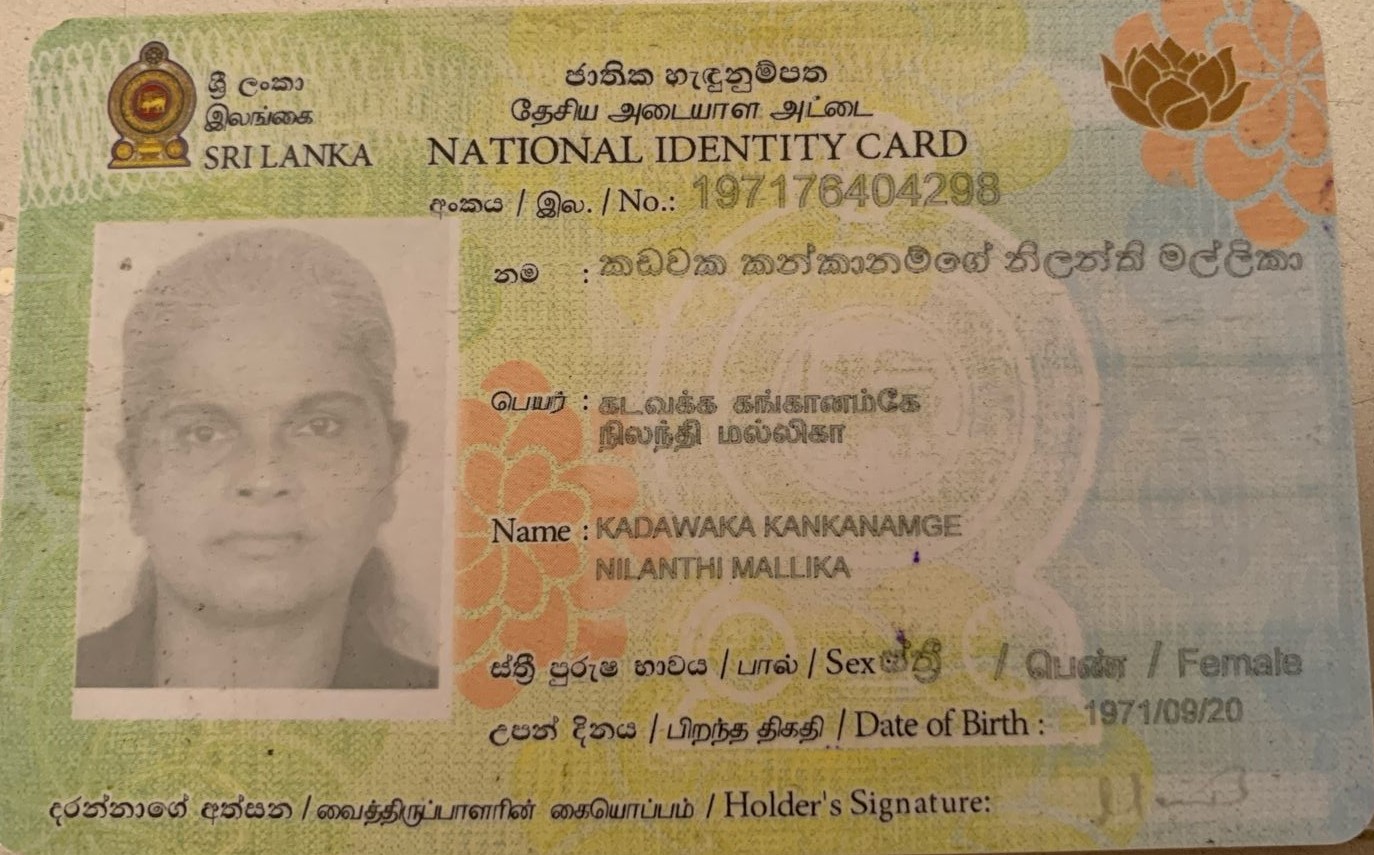 ශ්‍රී ලංකා
இலங்கை
SRI LANKA
ජාතික හැඳුනුම්පත
தேசிய அடையாள அட்டை
NATIONAL IDENTITY CARD
අංකය / இல. / No.: 197176404298
නම : කඩවක කන්කානම්ගේ නිලන්ති මල්ලිකා
பெயர் : கடவக்க கங்கானம்கே
நிலந்தி மல்லிகா
Name : KADAWAKA KANKANAMGE
NILANTHI MALLIKA
ස්ත්‍රී පුරුෂ භාවය / பால் / Sex ස්ත්‍රී / பெண் / Female
උපන් දිනය / பிறந்த திகதி / Date of Birth : 1971/09/20
දරන්නාගේ අත්සන / வைத்திருப்பாளரின் கையொப்பம் / Holder's Signature: